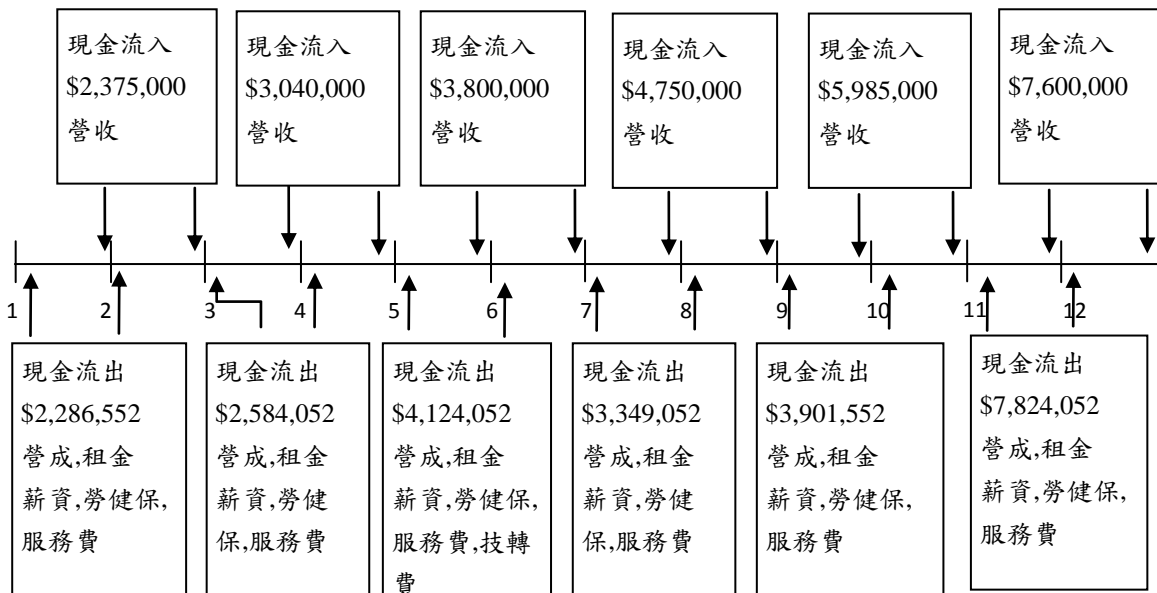 現金流入
$2,375,000
營收
現金流入
$3,040,000
營收
現金流入
$3,800,000
營收
現金流入
$4,750,000
營收
現金流入
$5,985,000
營收
現金流入
$7,600,000
營收
1
2
3
4
5
6
7
8
9
10
11
12
現金流出
$2,286,552
營成,租金
薪資,勞健保,
服務費
現金流出
$2,584,052
營成,租金
薪資,勞健
保,服務費
現金流出
$4,124,052
營成,租金
薪資,勞健保,
服務費,技轉
費
現金流出
$3,349,052
營成,租金
薪資,勞健
保,服務費
現金流出
$3,901,552
營成,租金
薪資,勞健保,
服務費
現金流出
$7,824,052
營成,租金
薪資,勞健保,
服務費